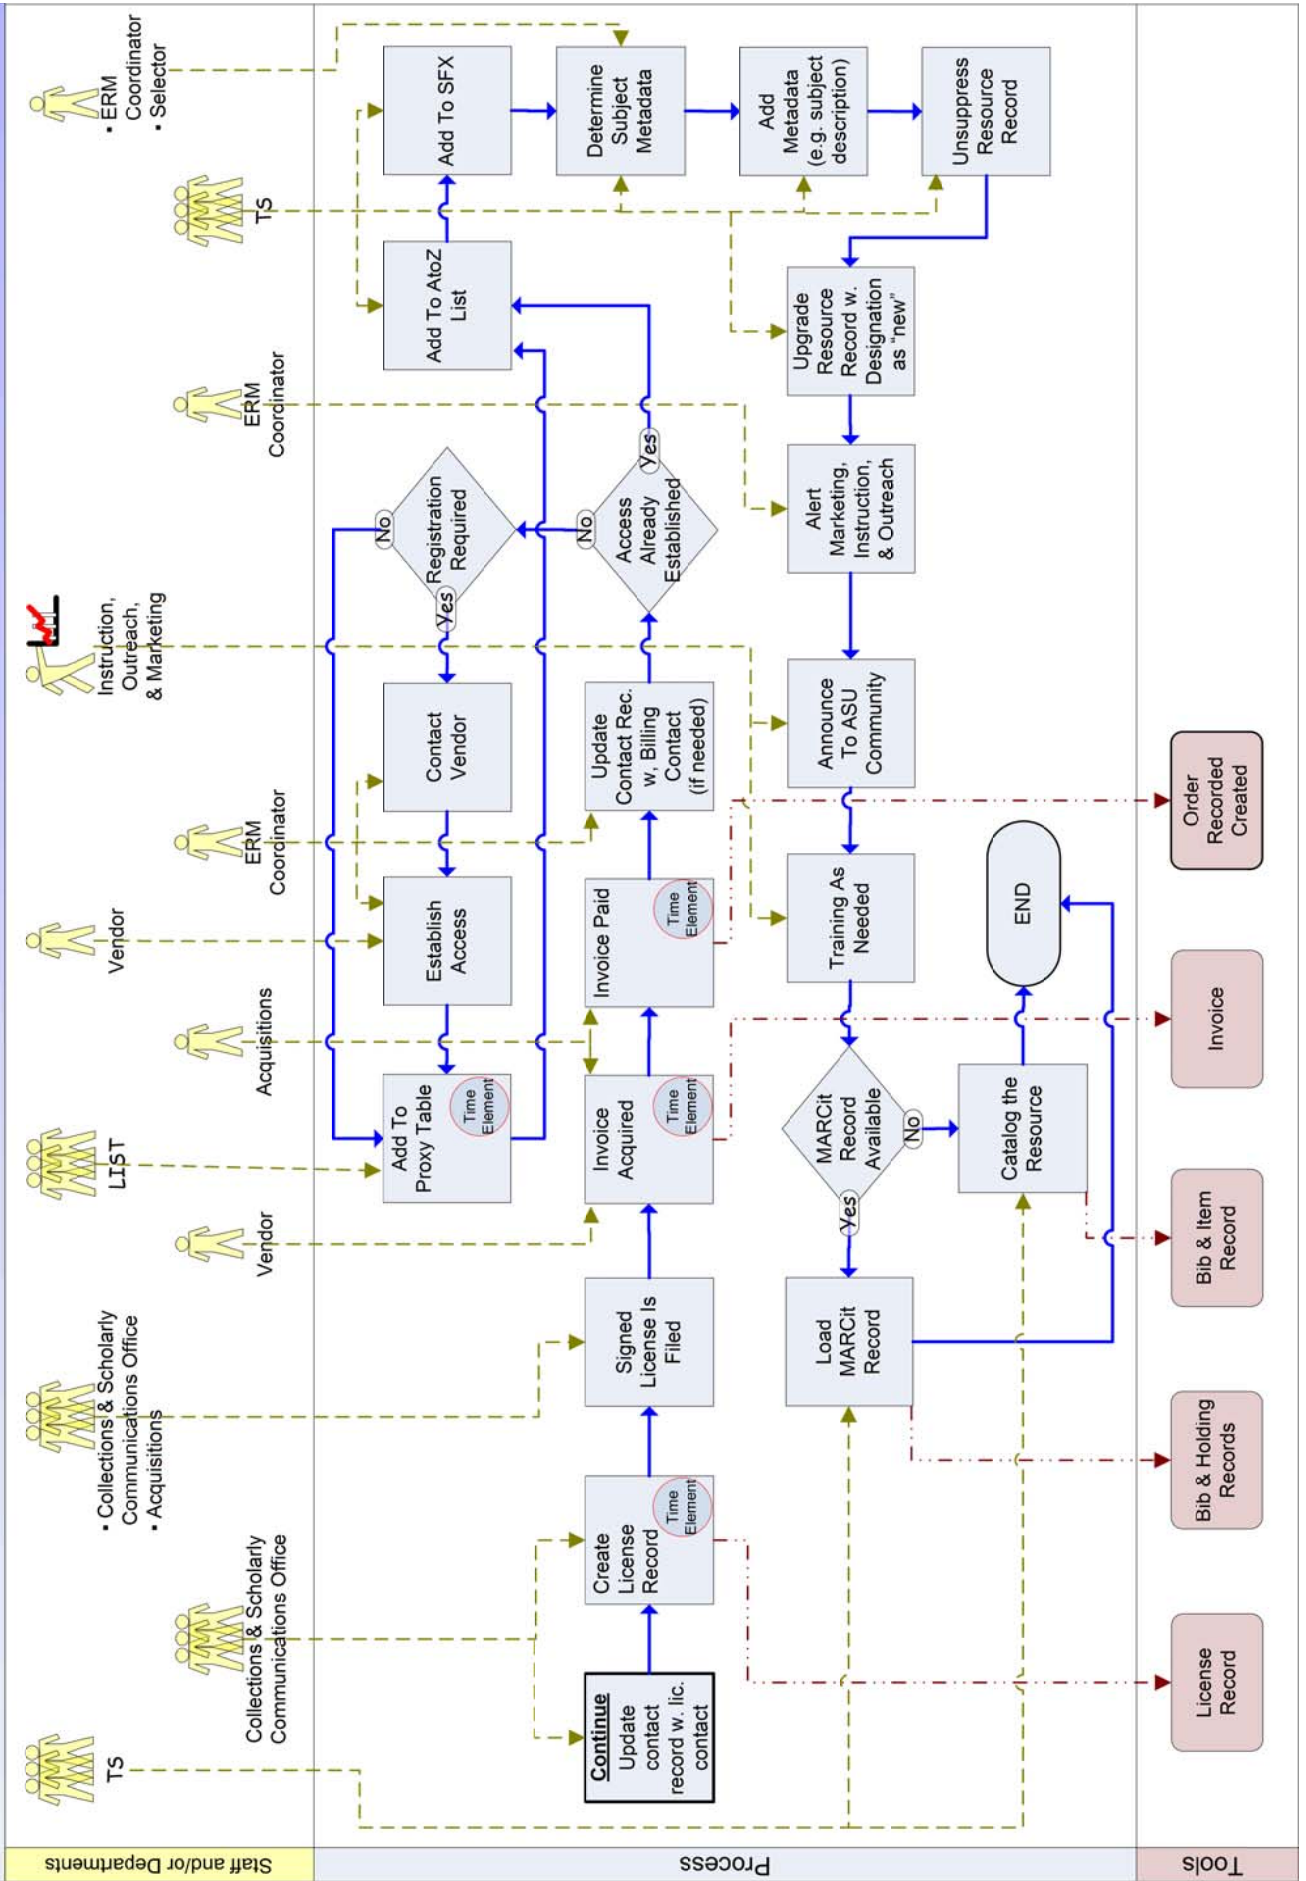 Staff and/or Departments
TS
Collections & Scholarly
Communications Office
▪ Collections & Scholarly
Communications Office
▪ Acquisitions
Vendor
LIST
Acquisitions
Vendor
ERM
Coordinator
Instruction,
Outreach,
& Marketing
ERM
Coordinator
TS
▪ ERM
Coordinator
▪ Selector
Process
Add To
Proxy Table
Time
Element
Establish
Access
Contact
Vendor
Yes
Registration
Required
No
Add To AtoZ
List
Add To SFX
Continue
Update
contact
record w. lic.
contact
Create
License
Record
Time
Element
Signed
License Is
Filed
Invoice
Acquired
Time
Element
Invoice Paid
Time
Element
Update
Contact Rec.
w, Billing
Contact
(if needed)
Access
Already
Established
No
Yes
Determine
Subject
Metadata
Add
Metadata
(e.g. subject
description)
Unsuppress
Resource
Record
Upgrade
Resource
Record w.
Designation
as “new”
Alert
Marketing,
Instruction,
& Outreach
Announce
To ASU
Community
Training As
Needed
MARCit
Record
Available
Yes
No
Load
MARCit
Record
Catalog the
Resource
END
Tools
License
Record
Bib & Holding
Records
Bib & Item
Record
Invoice
Order
Recorded
Created